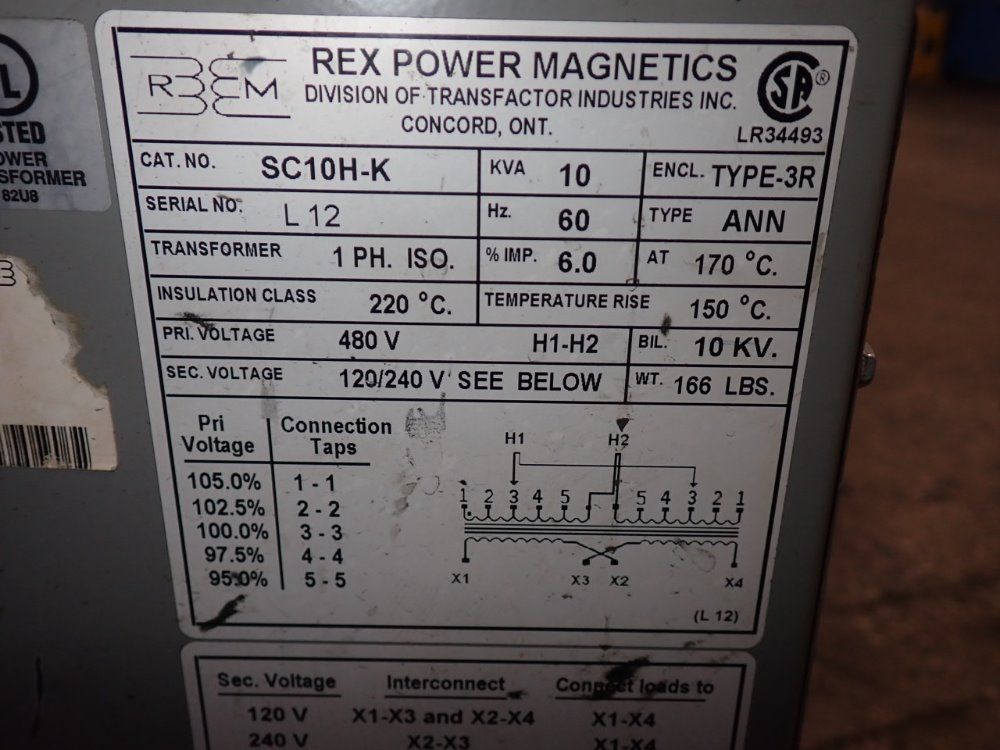 REX POWER MAGNETICS
DIVISION OF TRANSFACTOR INDUSTRIES INC.
CONCORD, ONT.
RBEM
SA ®
LR34493
CAT. NO. SC10H-K KVA 10 ENCL. TYPE-3R
SERIAL NO. L 12 Hz. 60 TYPE ANN
TRANSFORMER 1 PH. ISO. % IMP. 6.0 AT 170 °C.
INSULATION CLASS 220 °C. TEMPERATURE RISE 150 °C.
PRI. VOLTAGE 480 V H1-H2 BIL. 10 KV.
SEC. VOLTAGE 120/240 V SEE BELOW WT. 166 LBS.
Pri Voltage Connection Taps
105.0% 1 - 1
102.5% 2 - 2
100.0% 3 - 3
97.5% 4 - 4
95.0% 5 - 5
H1 H2
1 2 3 4 5 5 4 3 2 1
X1 X3 X2 X4
(L 12)
Sec. Voltage Interconnect Connect loads to
120 V X1-X3 and X2-X4 X1-X4
240 V X2-X3 X1-X4
82U8